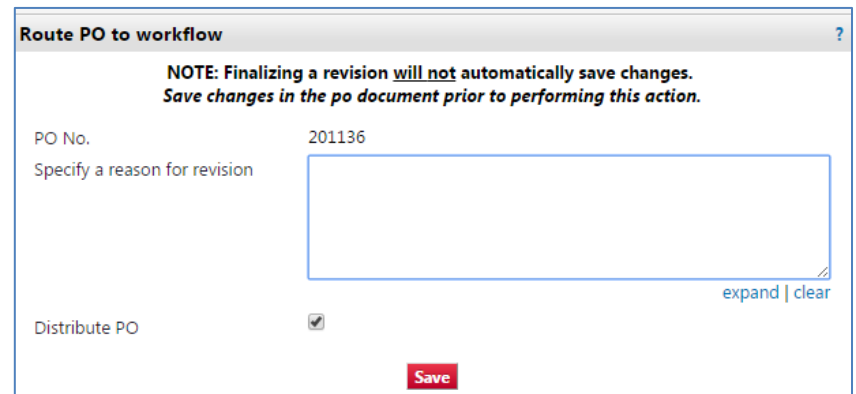 Route PO to workflow ?
NOTE: Finalizing a revision will not automatically save changes.
Save changes in the po document prior to performing this action.
PO No. 201136
Specify a reason for revision
expand | clear
Distribute PO
Save